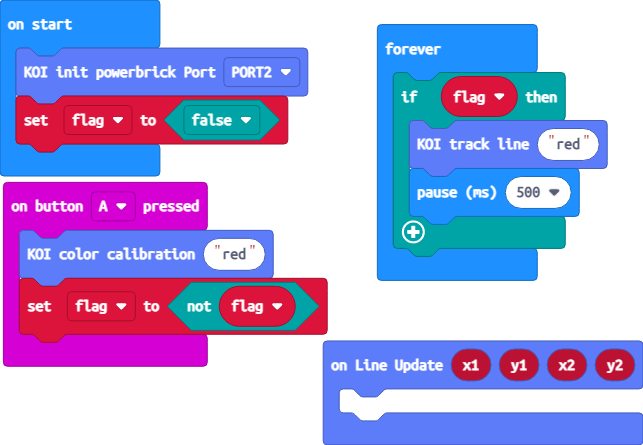 on start
KOI init powerbrick Port PORT2
set flag to false
on button A pressed
KOI color calibration "red"
set flag to not flag
forever
if flag then
KOI track line "red"
pause (ms) 500
on Line Update x1 y1 x2 y2